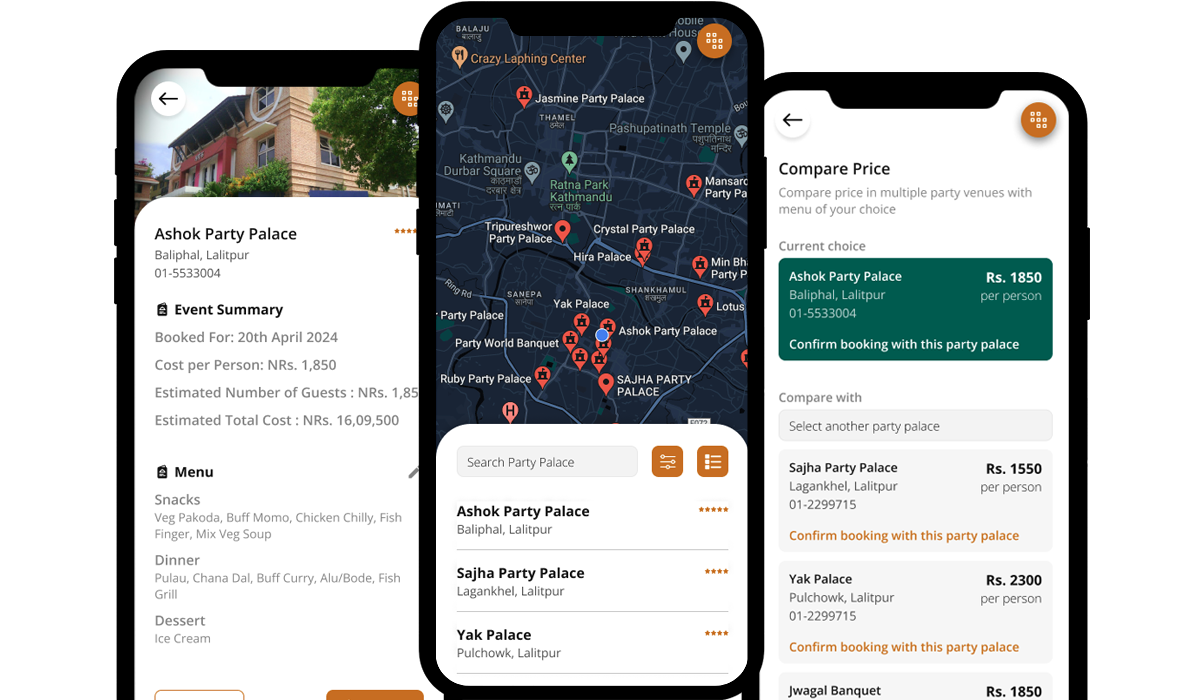 Ashok Party Palace
Baliphal, Lalitpur
01-5533004
Event Summary
Booked For: 20th April 2024
Cost per Person: NRs. 1,850
Estimated Number of Guests : NRs. 1,85
Estimated Total Cost : NRs. 16,09,500
Menu
Snacks
Veg Pakoda, Buff Momo, Chicken Chilly, Fish
Finger, Mix Veg Soup
Dinner
Pulau, Chana Dal, Buff Curry, Alu/Bode, Fish
Grill
Dessert
Ice Cream
BALAJU
बालाजु
Crazy Laphing Center
Jasmine Party Palace
THAMEL
ठमेल
Pashupatinath Temple
पशुपतिनाथ
मन्दिर
Kathmandu
Durbar Square
काठमाडौं
दरबार क्षेत्र
Ratna Park
Kathmandu
रत्न पार्क
Mansard
Party Pa
Tripureshwor
Party Palace
Crystal Party Palace
Hira Palace
Min Bha
Party P
Ring Rd
SANEPA
सानेपा
SHANKHAMUL
शंखमुल
Yak Palace
Lotus
Party Palace
Ashok Party Palace
Party World Banquet
Ruby Party Palace
SAJHA PARTY
PALACE
H
Search Party Palace
Ashok Party Palace
Baliphal, Lalitpur
Sajha Party Palace
Lagankhel, Lalitpur
Yak Palace
Pulchowk, Lalitpur
Compare Price
Compare price in multiple party venues with
menu of your choice
Current choice
Ashok Party Palace Rs. 1850
Baliphal, Lalitpur per person
01-5533004
Confirm booking with this party palace
Compare with
Select another party palace
Sajha Party Palace Rs. 1550
Lagankhel, Lalitpur per person
01-2299715
Confirm booking with this party palace
Yak Palace Rs. 2300
Pulchowk, Lalitpur per person
01-2299715
Confirm booking with this party palace
Jwagal Banquet Rs. 1850